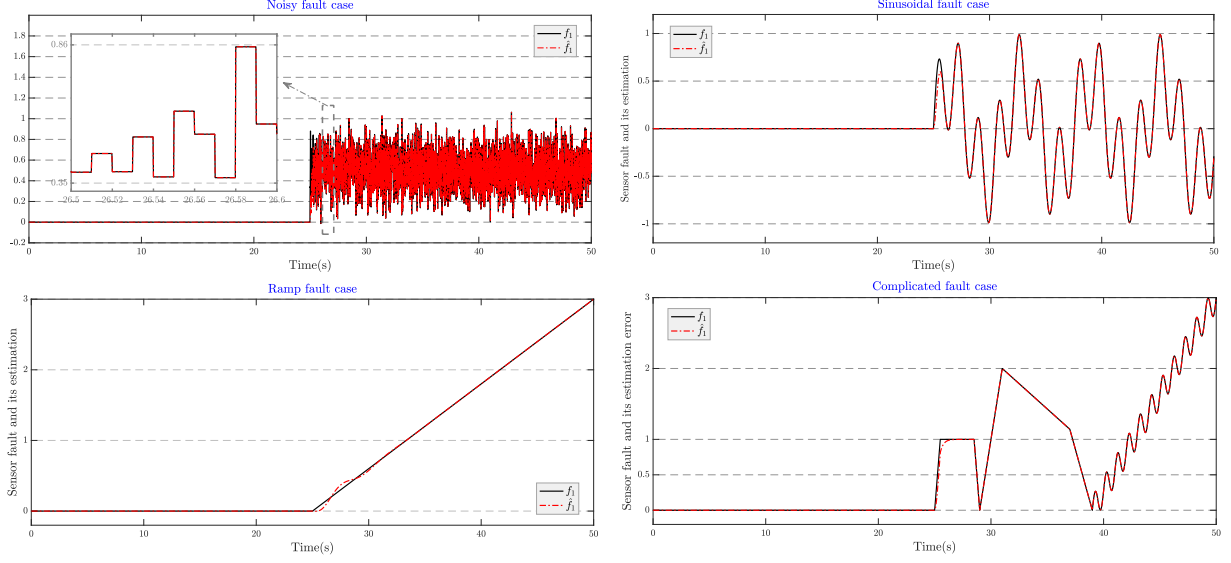 Noisy fault case
1.8
1.6
1.4
1.2
1
0.8
0.6
0.4
0.2
0
-0.2
0.86
0.35
26.5 26.52 26.54 26.56 26.58 26.6
f₁
f̂₁
0 10 20 30 40 50
Time(s)
Sinusoidal fault case
Sensor fault and its estimation
1
0.5
0
-0.5
-1
f₁
f̂₁
0 10 20 30 40 50
Time(s)
Ramp fault case
Sensor fault and its estimation
3
2
1
0
f₁
f̂₁
0 10 20 30 40 50
Time(s)
Complicated fault case
Sensor fault and its estimation error
3
2
1
0.5
0
f₁
f̂₁
0 10 20 30 40 50
Time(s)